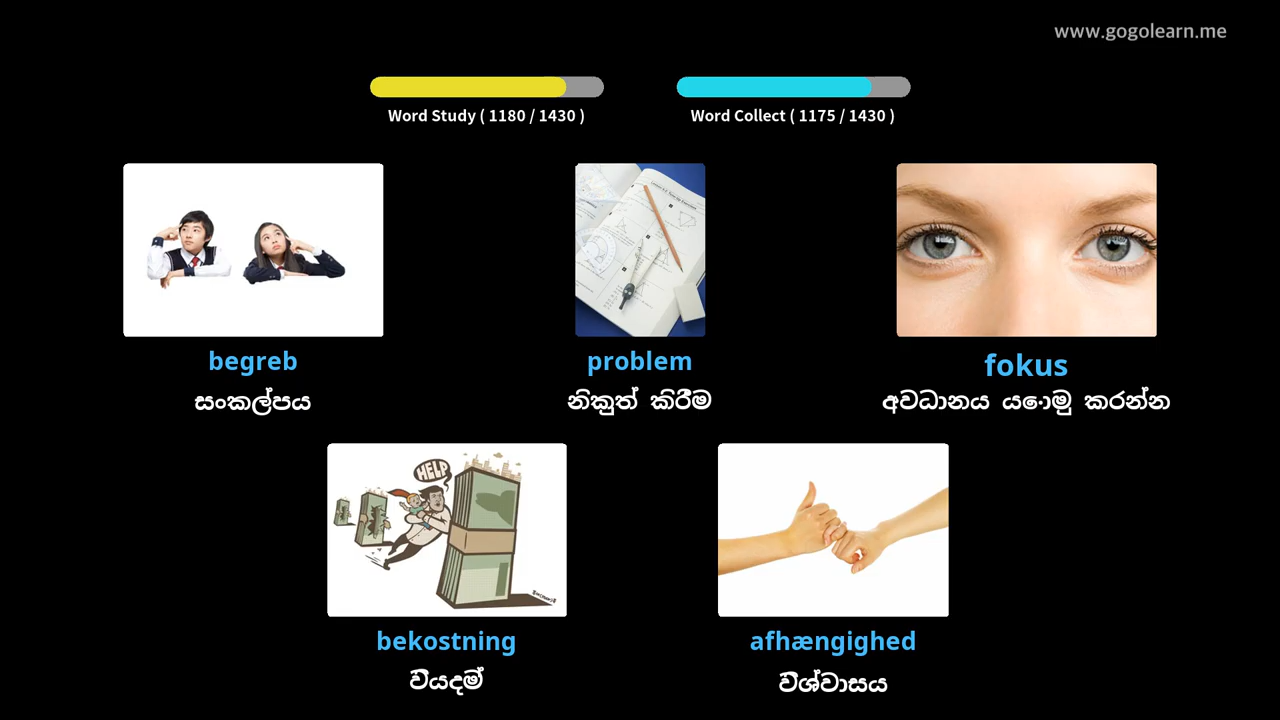 www.gogolearn.me
Word Study ( 1180 / 1430 )
Word Collect ( 1175 / 1430 )
begreb
problem
fokus
සංකල්පය
නිකුත් කිරීම
අවධානය යොමු කරන්න
HELP
bekostning
afhængighed
වියදම්
විශ්වාසය